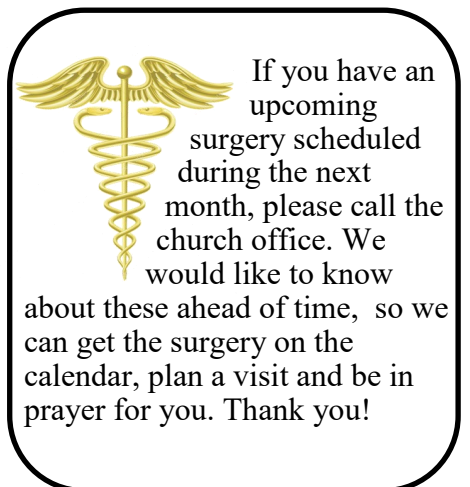 If you have an
upcoming
surgery scheduled
during the next
month, please call the
church office. We
would like to know
about these ahead of time,  so we
can get the surgery on the
calendar, plan a visit and be in
prayer for you. Thank you!